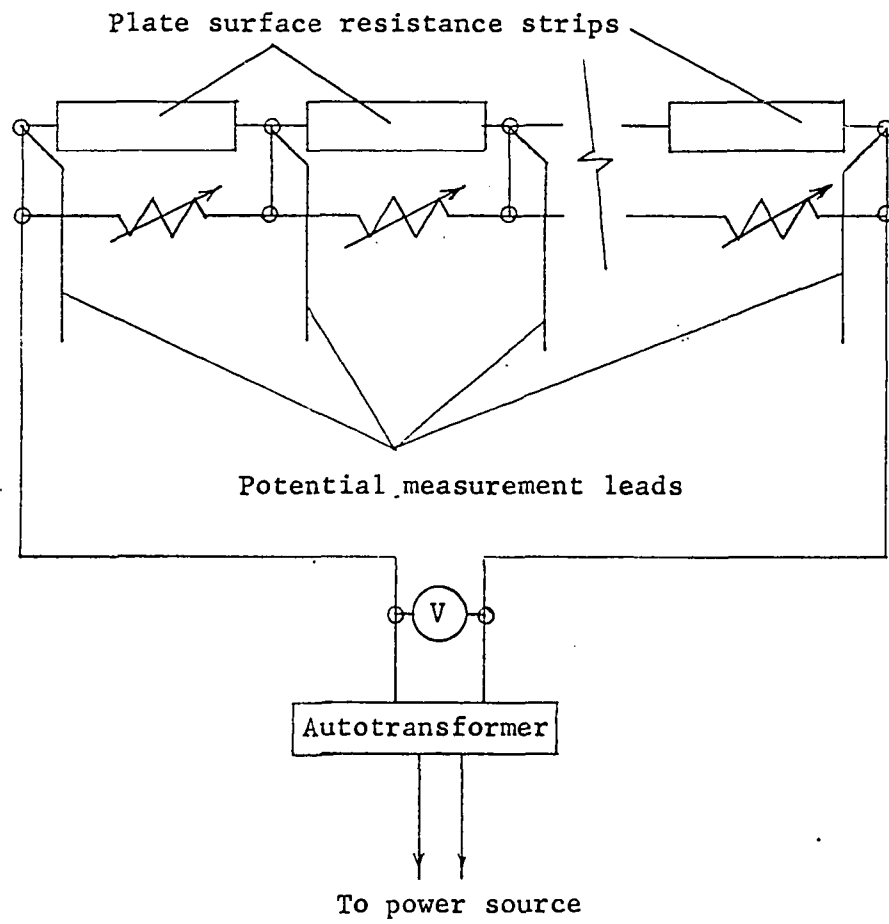 Plate surface resistance strips
Potential measurement leads
V
Autotransformer
To power source